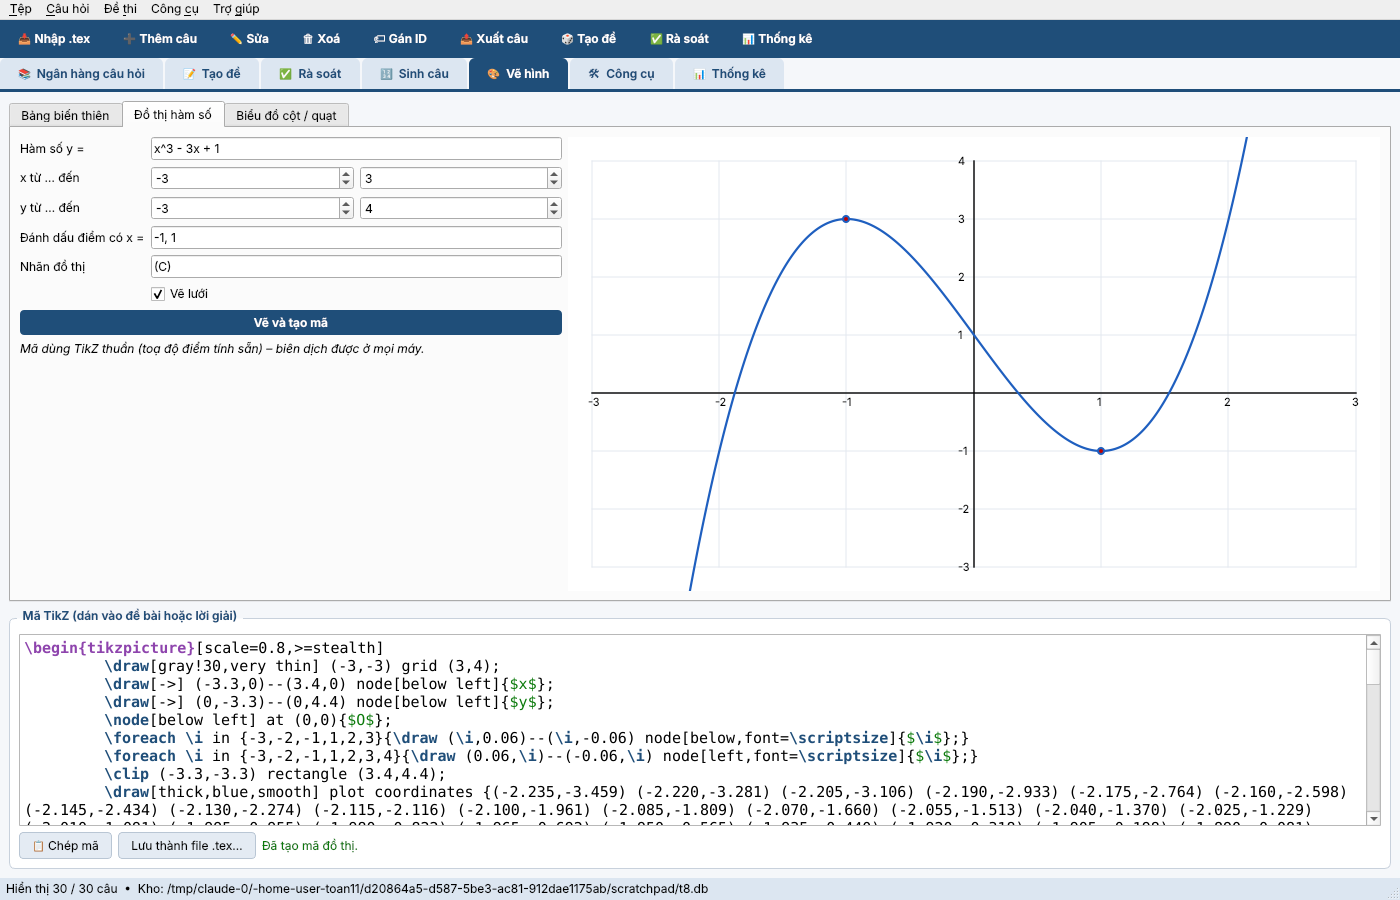 Tệp Câu hỏi Đề thi Công cụ Trợ giúp
Nhập .tex Thêm câu Sửa Xoá Gán ID Xuất câu Tạo đề Rà soát Thống kê
Ngân hàng câu hỏi Tạo đề Rà soát Sinh câu Vẽ hình Công cụ Thống kê
Bảng biến thiên Đồ thị hàm số Biểu đồ cột / quạt
Hàm số y = x^3 - 3x + 1
x từ ... đến -3 3
y từ ... đến -3 4
Đánh dấu điểm có x = -1, 1
Nhãn đồ thị (C)
Vẽ lưới
Vẽ và tạo mã
Mã dùng TikZ thuần (toạ độ điểm tính sẵn) – biên dịch được ở mọi máy.
4
3
2
1
-3 -2 -1 1 2 3
-1
-2
-3
Mã TikZ (dán vào đề bài hoặc lời giải)
\begin{tikzpicture}[scale=0.8,>=stealth]
\draw[gray!30,very thin] (-3,-3) grid (3,4);
\draw[->] (-3.3,0)--(3.4,0) node[below left]{$x$};
\draw[->] (0,-3.3)--(0,4.4) node[below left]{$y$};
\node[below left] at (0,0){$O$};
\foreach \i in {-3,-2,-1,1,2,3}{\draw (\i,0.06)--(\i,-0.06) node[below,font=\scriptsize]{$\i$};}
\foreach \i in {-3,-2,-1,1,2,3,4}{\draw (0.06,\i)--(-0.06,\i) node[left,font=\scriptsize]{$\i$};}
\clip (-3.3,-3.3) rectangle (3.4,4.4);
\draw[thick,blue,smooth] plot coordinates {(-2.235,-3.459) (-2.220,-3.281) (-2.205,-3.106) (-2.190,-2.933) (-2.175,-2.764) (-2.160,-2.598)
(-2.145,-2.434) (-2.130,-2.274) (-2.115,-2.116) (-2.100,-1.961) (-2.085,-1.809) (-2.070,-1.660) (-2.055,-1.513) (-2.040,-1.370) (-2.025,-1.229)
Chép mã Lưu thành file .tex... Đã tạo mã đồ thị.
Hiển thị 30 / 30 câu • Kho: /tmp/claude-0/-home-user-toan11/d20864a5-d587-5be3-ac81-912dae1175ab/scratchpad/t8.db